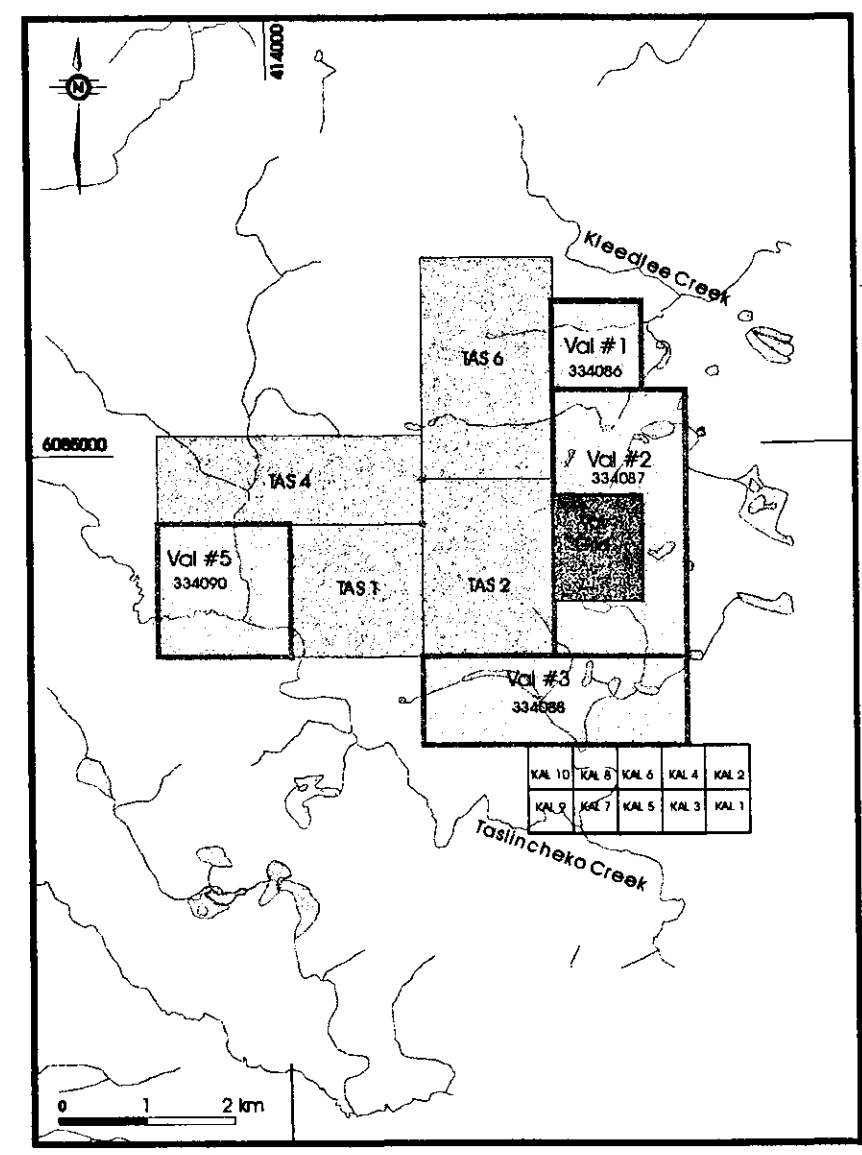 414000
N
Kleedlee Creek
TAS 6
Val #1
334086
6085000
Val #2
334087
TAS 4
Val #5
334090
TAS 1
TAS 2
Val #3
334088
KAL 10 KAL 8 KAL 6 KAL 4 KAL 2
KAL 9 KAL 7 KAL 5 KAL 3 KAL 1
Taslincheko Creek
0 1 2 km